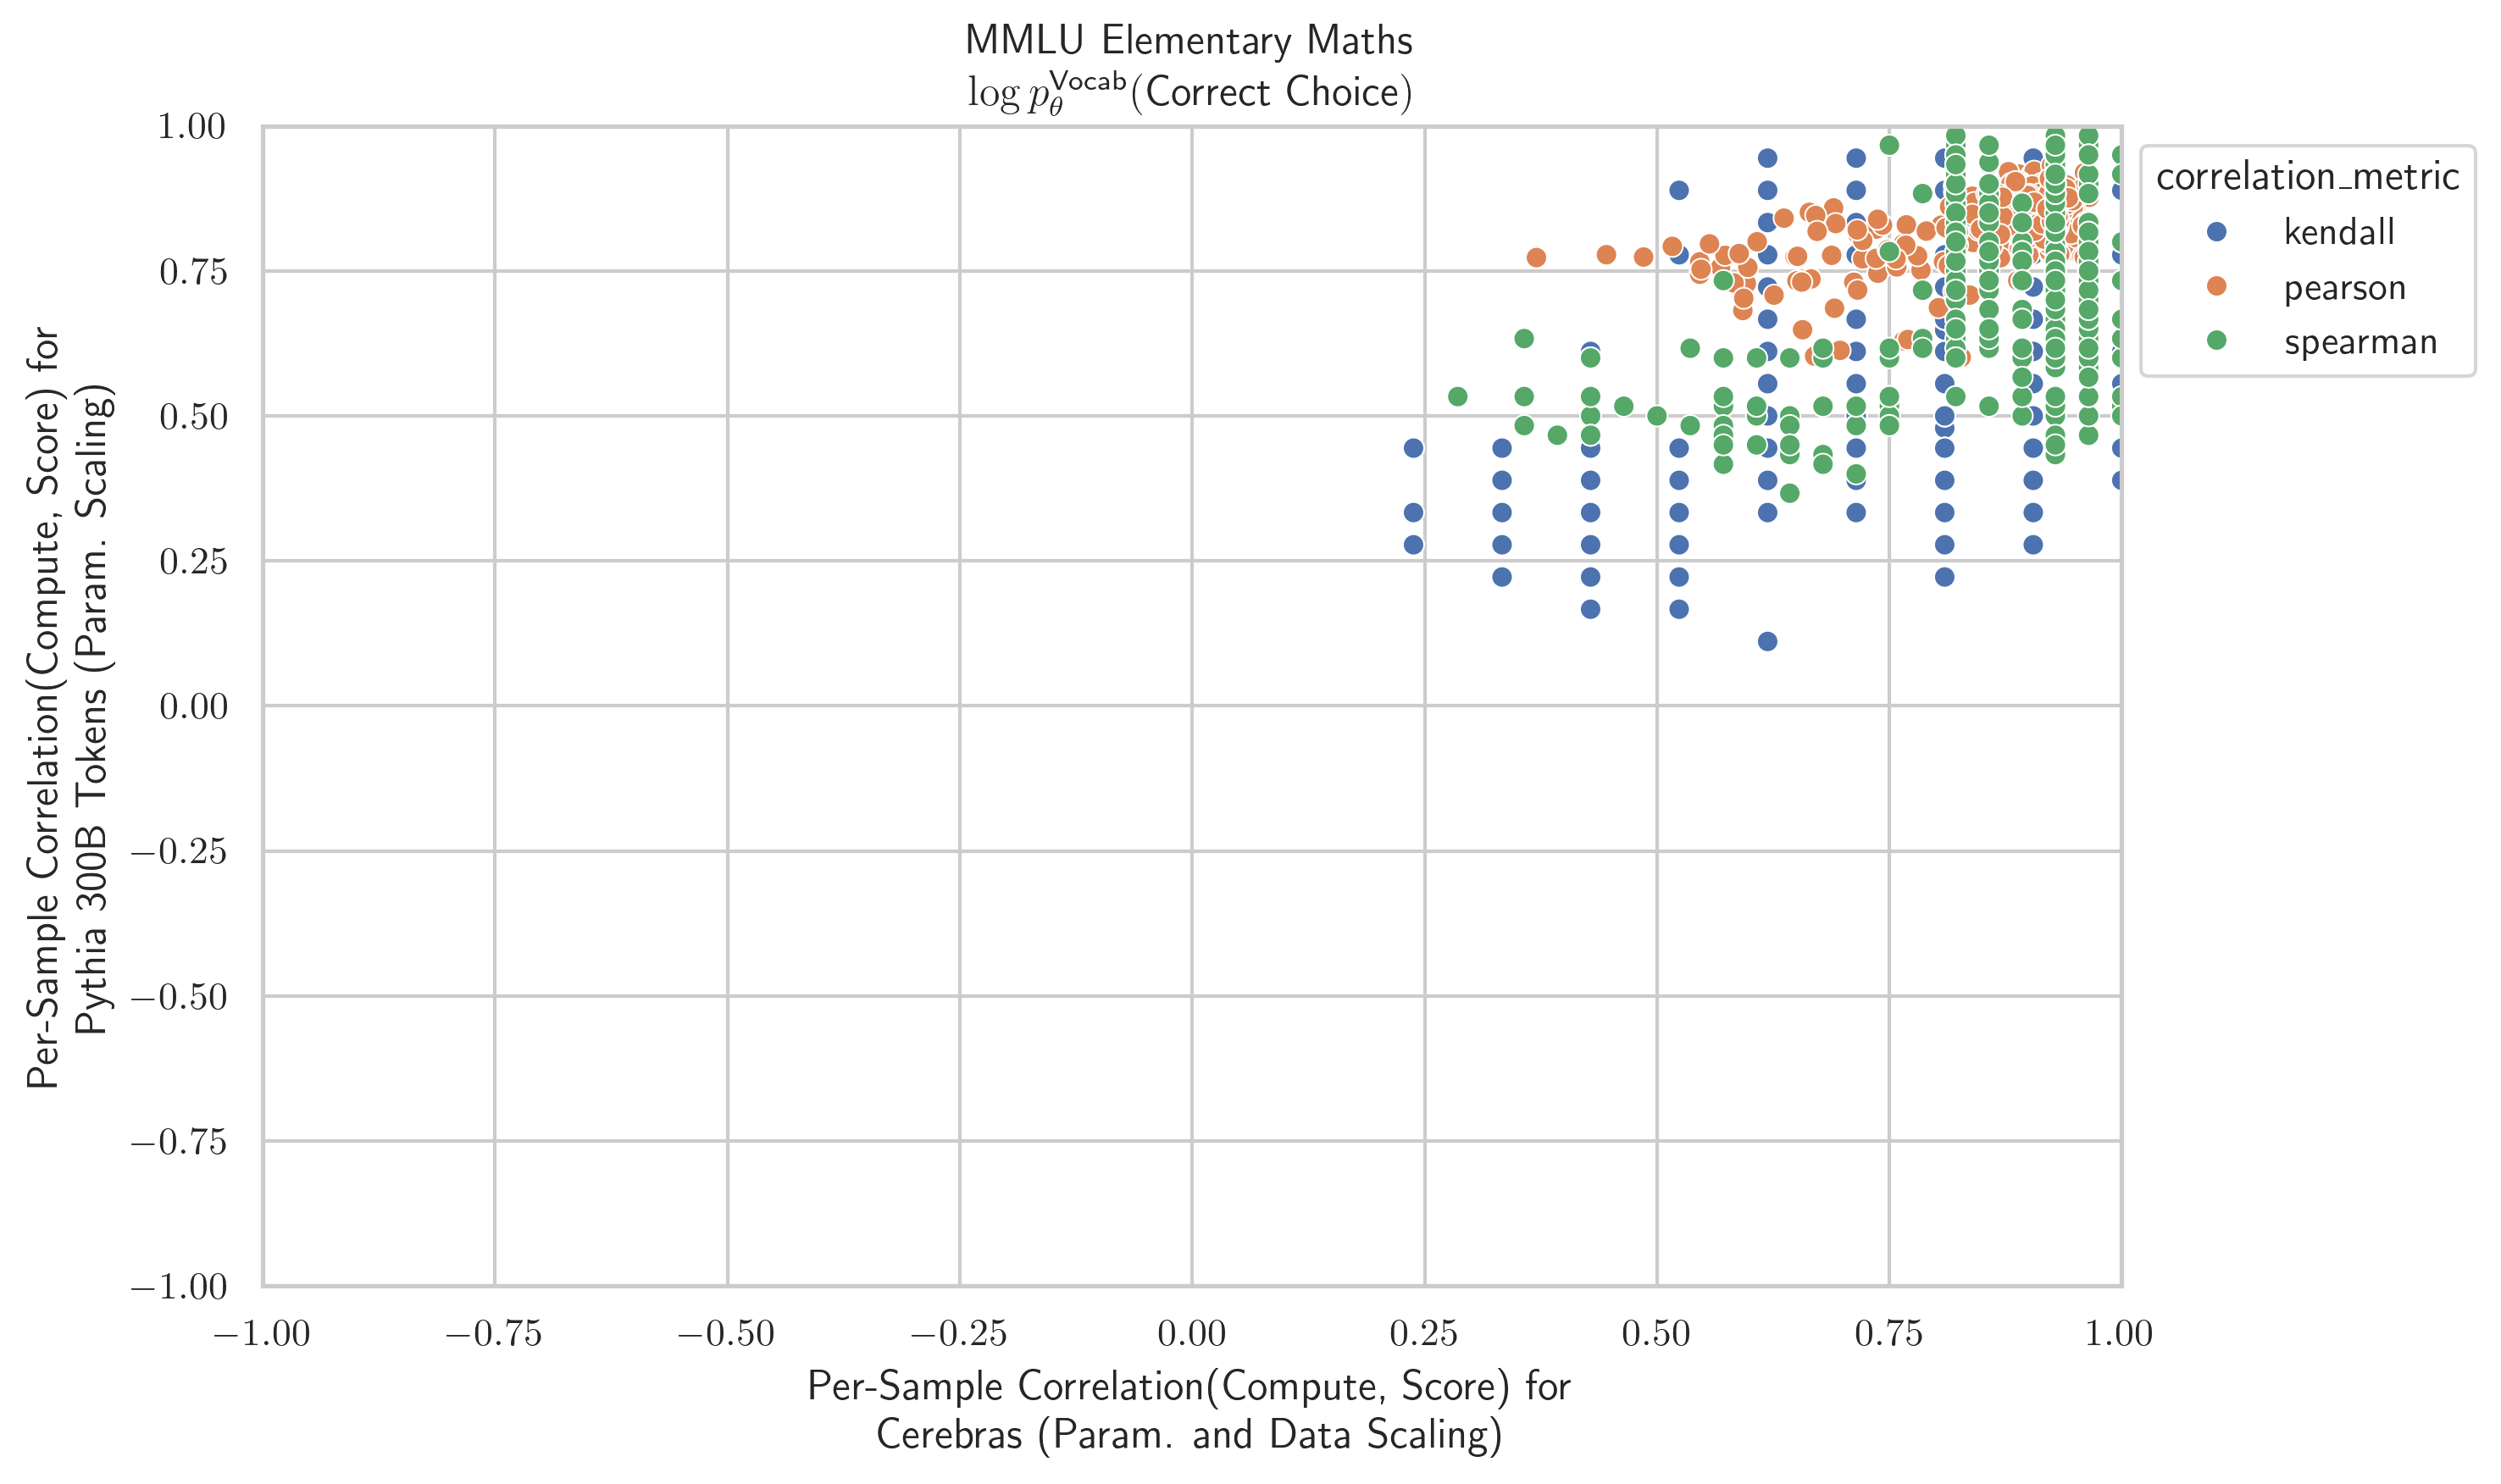 MMLU Elementary Maths
log p_θ^Vocab(Correct Choice)
Per-Sample Correlation(Compute, Score) for
Pythia 300B Tokens (Param. Scaling)
1.00
0.75
0.50
0.25
0.00
−0.25
−0.50
−0.75
−1.00
−1.00 −0.75 −0.50 −0.25 0.00 0.25 0.50 0.75 1.00
Per-Sample Correlation(Compute, Score) for
Cerebras (Param. and Data Scaling)
correlation_metric
kendall
pearson
spearman